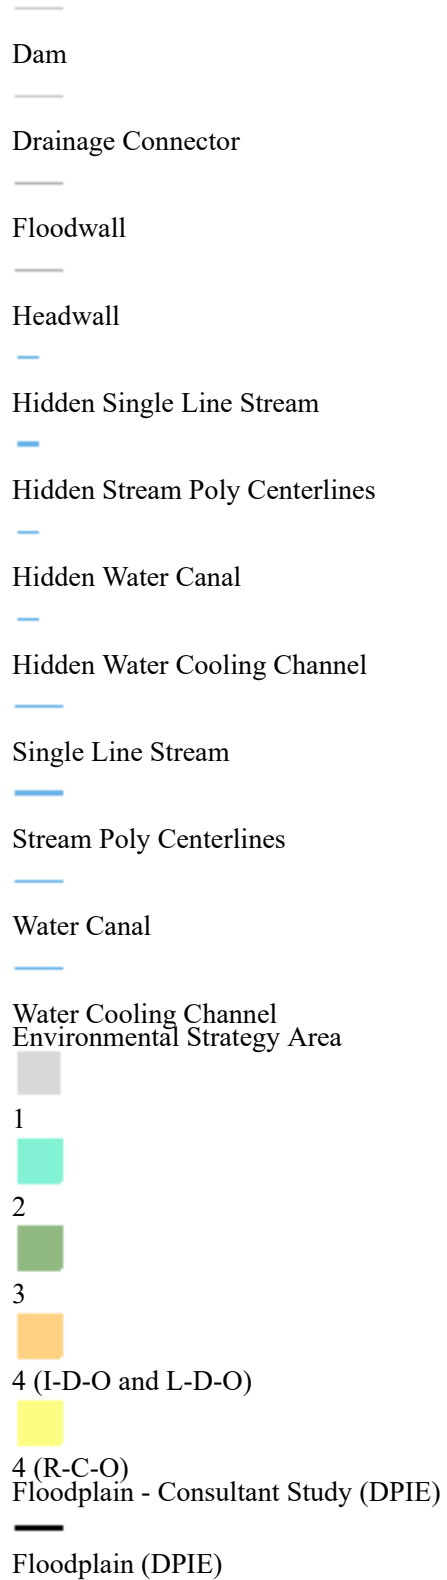 Dam
Drainage Connector
Floodwall
Headwall
Hidden Single Line Stream
Hidden Stream Poly Centerlines
Hidden Water Canal
Hidden Water Cooling Channel
Single Line Stream
Stream Poly Centerlines
Water Canal
Water Cooling Channel
Environmental Strategy Area
1
2
3
4 (I-D-O and L-D-O)
4 (R-C-O)
Floodplain - Consultant Study (DPIE)
Floodplain (DPIE)